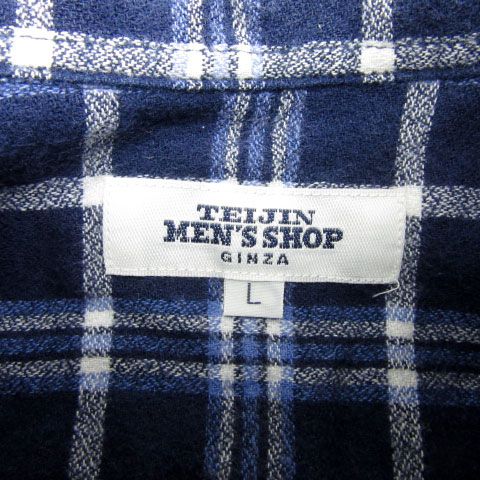 TEIJIN
MEN'S SHOP
GINZA
L